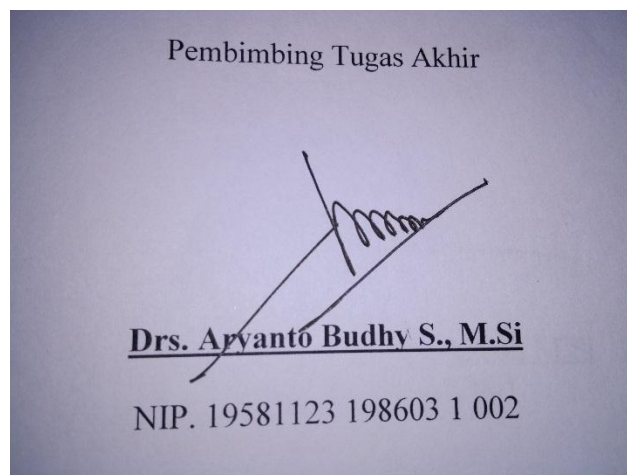 Pembimbing Tugas Akhir
Drs. Aryanto Budhy S., M.Si
NIP. 19581123 198603 1 002